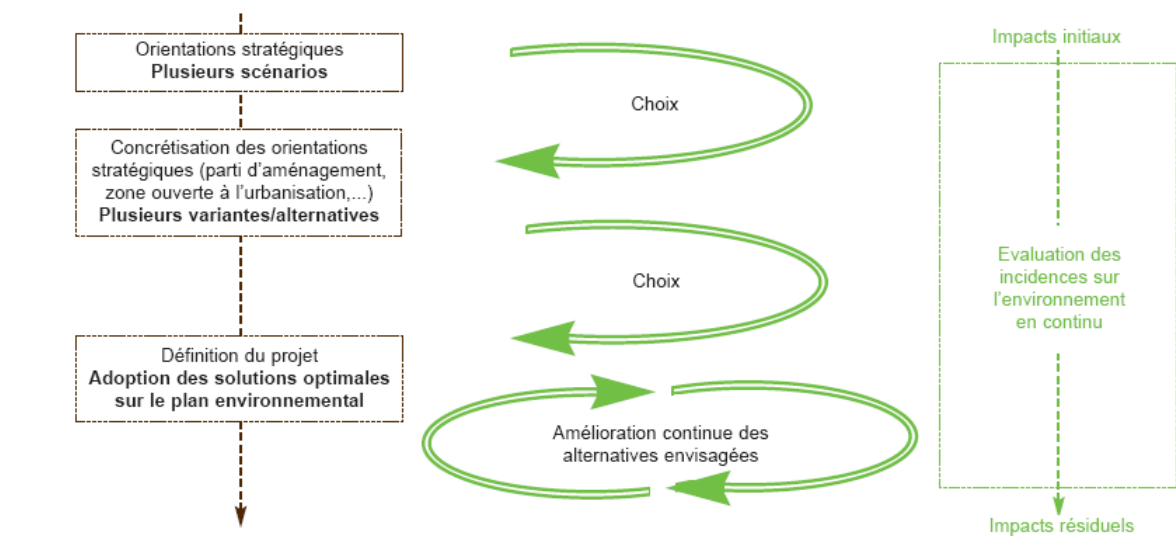 Orientations stratégiques
Plusieurs scénarios
Choix
Concrétisation des orientations
stratégiques (parti d'aménagement,
zone ouverte à l'urbanisation,...)
Plusieurs variantes/alternatives
Choix
Définition du projet
Adoption des solutions optimales
sur le plan environnemental
Amélioration continue des
alternatives envisagées
Impacts initiaux
Evaluation des
incidences sur
l'environnement
en continu
Impacts résiduels